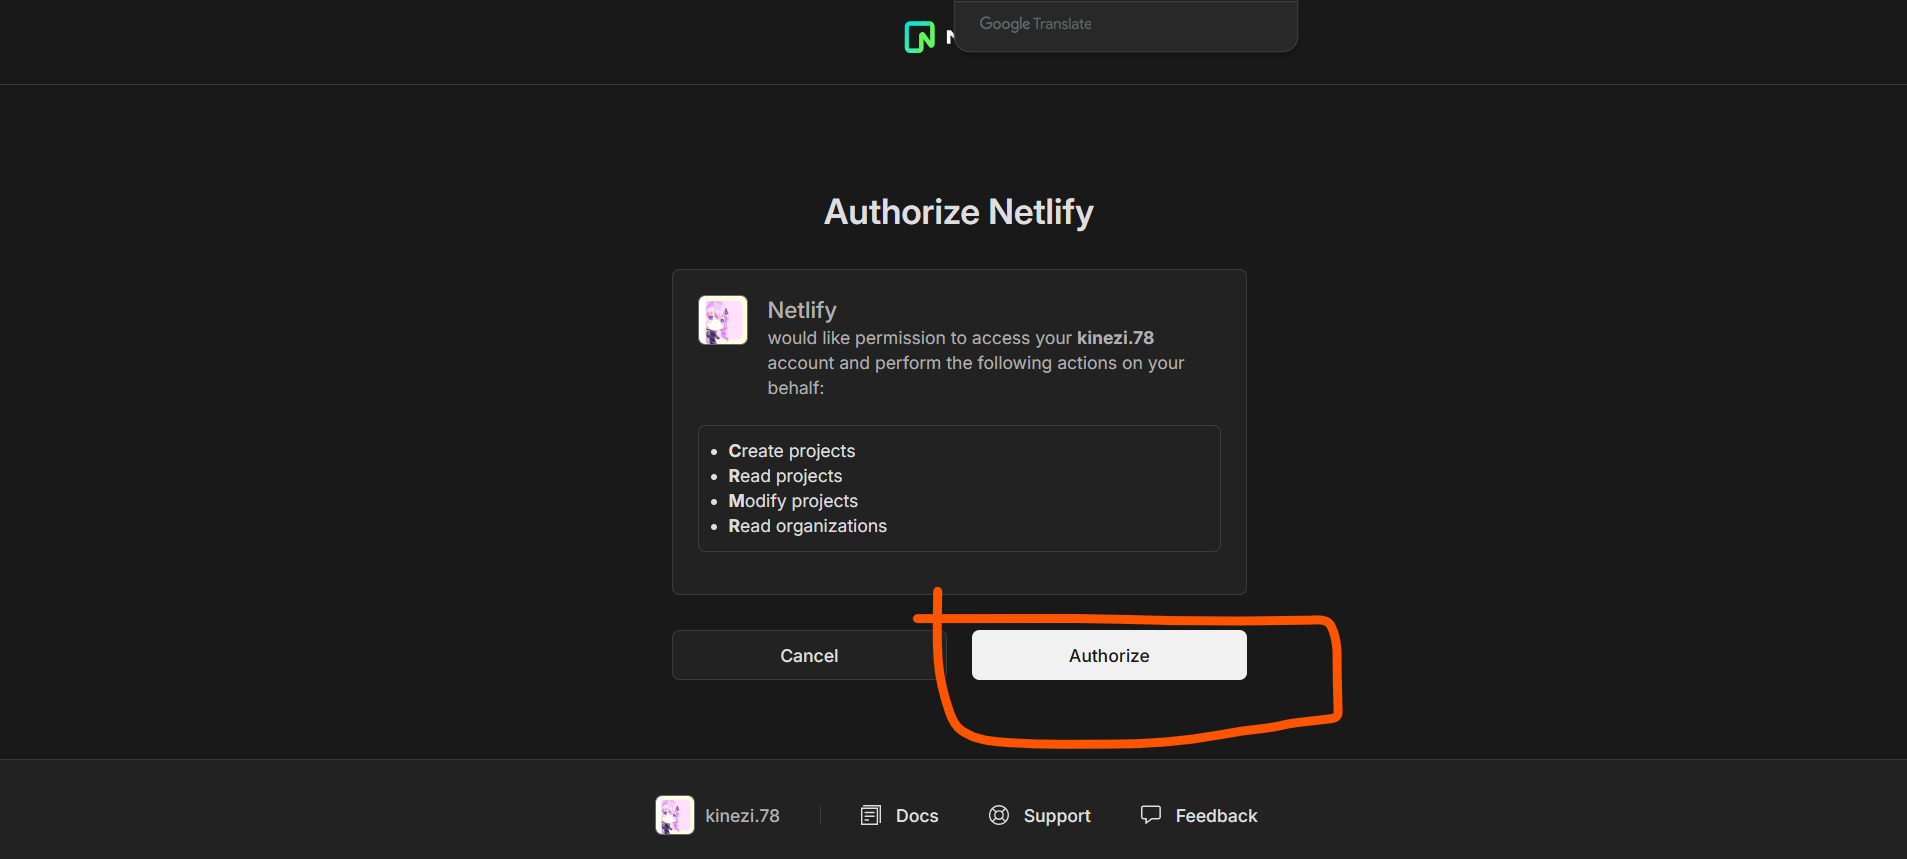 Google Translate
Authorize Netlify
Netlify
would like permission to access your kinezi.78
account and perform the following actions on your
behalf:
Create projects
Read projects
Modify projects
Read organizations
Cancel
Authorize
kinezi.78
Docs
Support
Feedback